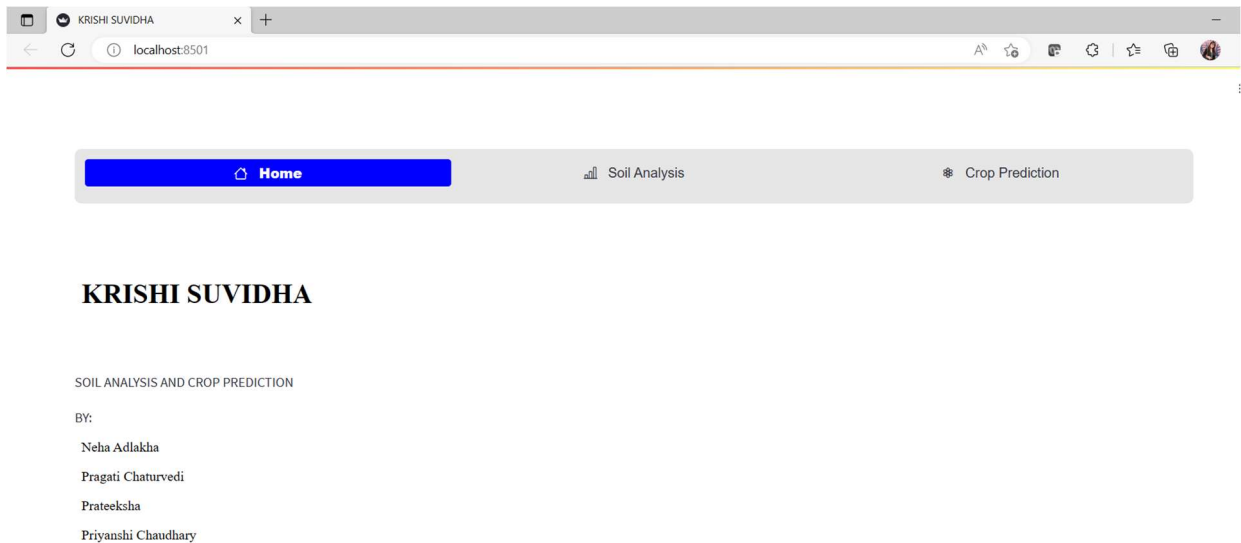 KRISHI SUVIDHA
localhost:8501
Home Soil Analysis Crop Prediction
KRISHI SUVIDHA
SOIL ANALYSIS AND CROP PREDICTION
BY:
Neha Adlakha
Pragati Chaturvedi
Prateeksha
Priyanshi Chaudhary